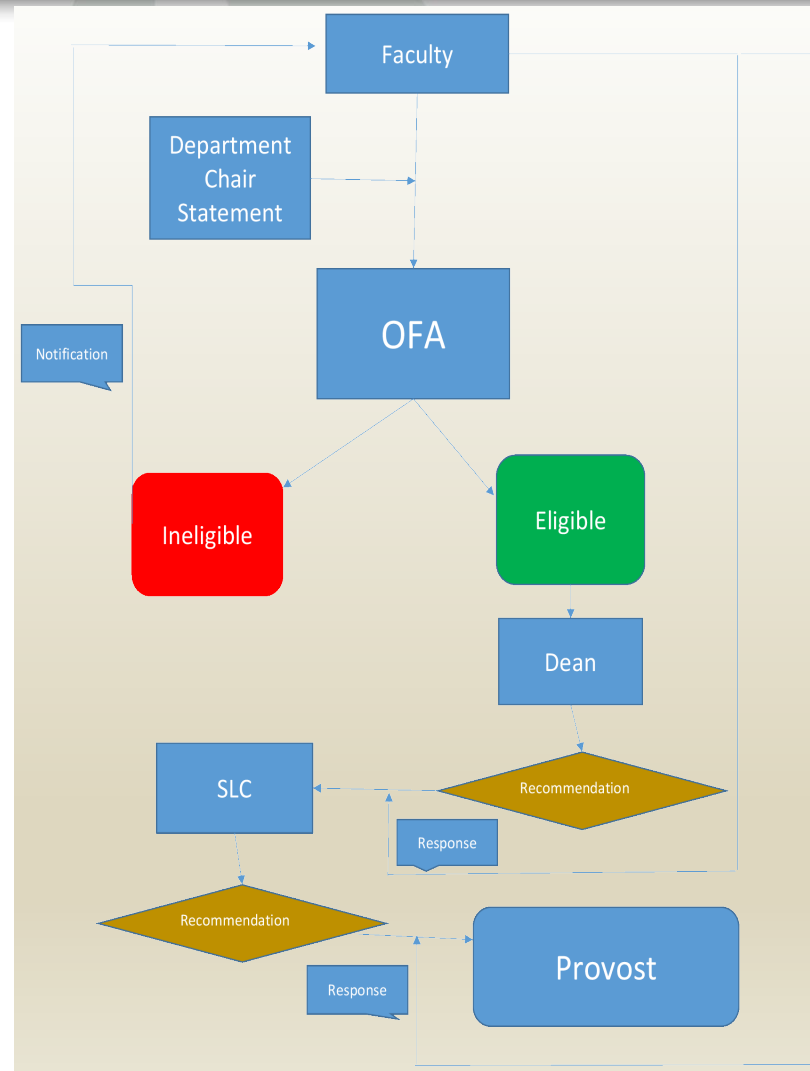 Faculty
Department
Chair
Statement
OFA
Notification
Ineligible
Eligible
Dean
Recommendation
SLC
Response
Recommendation
Provost
Response